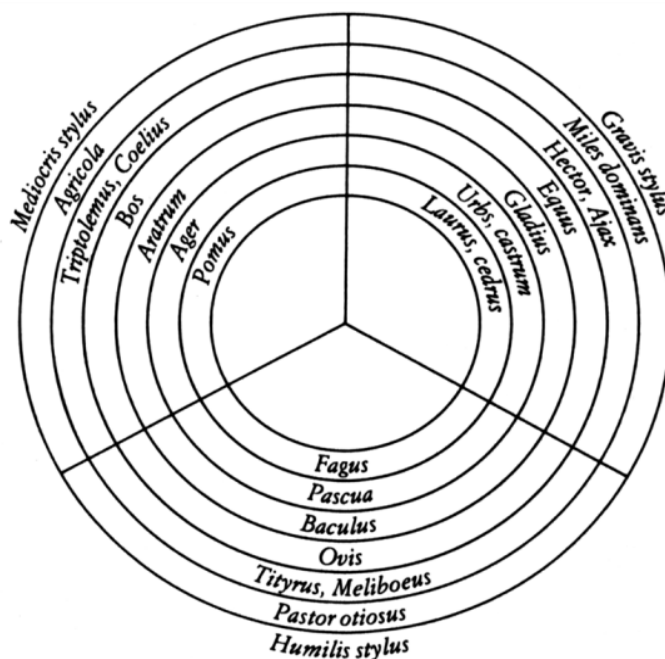 Mediocris stylus
Agricola
Triptolemus, Coelius
Bos
Aratrum
Ager
Pomus
Gravis stylus
Miles dominans
Hector, Ajax
Equus
Gladius
Urbs, castrum
Laurus, cedrus
Fagus
Pascua
Baculus
Ovis
Tityrus, Meliboeus
Pastor otiosus
Humilis stylus